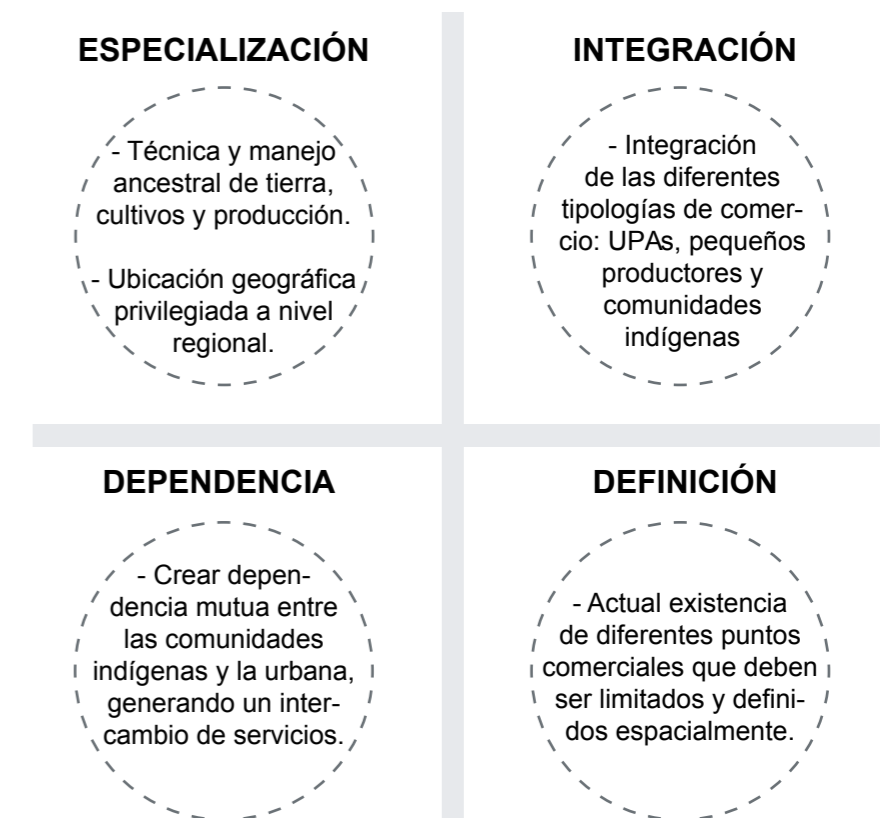 ESPECIALIZACIÓN
- Técnica y manejo
ancestral de tierra,
cultivos y producción.
- Ubicación geográfica
privilegiada a nivel
regional.
INTEGRACIÓN
- Integración
de las diferentes
tipologías de comer-
cio: UPAs, pequeños
productores y
comunidades
indígenas
DEPENDENCIA
- Crear depen-
dencia mutua entre
las comunidades
indígenas y la urbana,
generando un inter-
cambio de servicios.
DEFINICIÓN
- Actual existencia
de diferentes puntos
comerciales que deben
ser limitados y defini-
dos espacialmente.